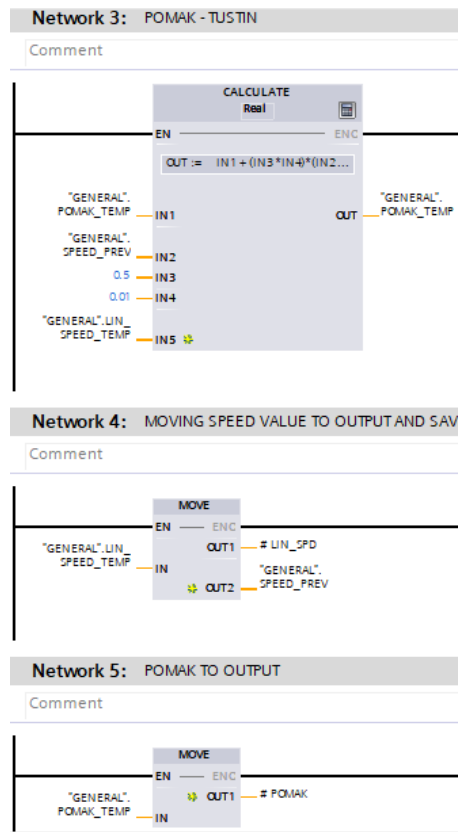 Network 3: POMAK - TUSTIN
Comment
CALCULATE
Real
EN ENC
OUT := IN1 + (IN3*IN4)*(IN2...
"GENERAL".
POMAK_TEMP IN1
OUT "GENERAL".
POMAK_TEMP
"GENERAL".
SPEED_PREV IN2
0.5 IN3
0.01 IN4
"GENERAL".LIN_
SPEED_TEMP IN5
Network 4: MOVING SPEED VALUE TO OUTPUT AND SAV
Comment
MOVE
EN ENC
"GENERAL".LIN_
SPEED_TEMP IN
OUT1 # LIN_SPD
OUT2 "GENERAL".
SPEED_PREV
Network 5: POMAK TO OUTPUT
Comment
MOVE
EN ENC
"GENERAL".
POMAK_TEMP IN
OUT1 # POMAK